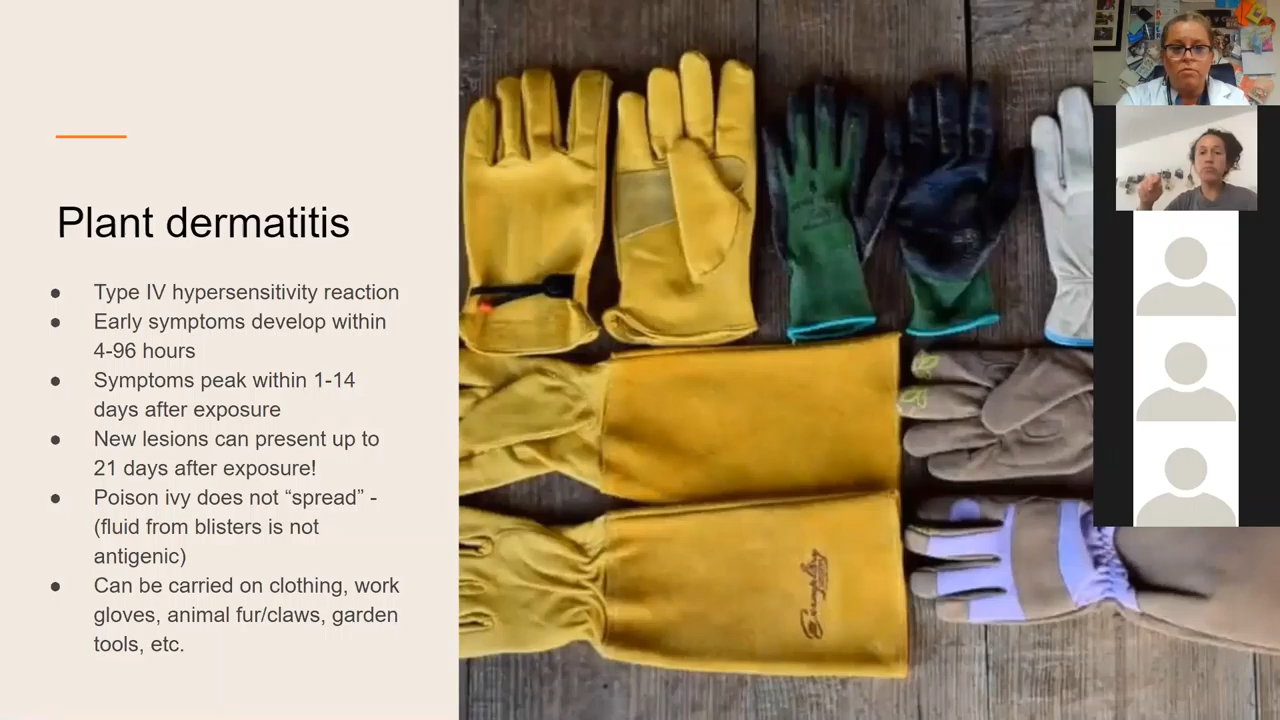 Plant dermatitis
● Type IV hypersensitivity reaction
● Early symptoms develop within
4-96 hours
● Symptoms peak within 1-14
days after exposure
● New lesions can present up to
21 days after exposure!
● Poison ivy does not “spread” -
(fluid from blisters is not
antigenic)
● Can be carried on clothing, work
gloves, animal fur/claws, garden
tools, etc.